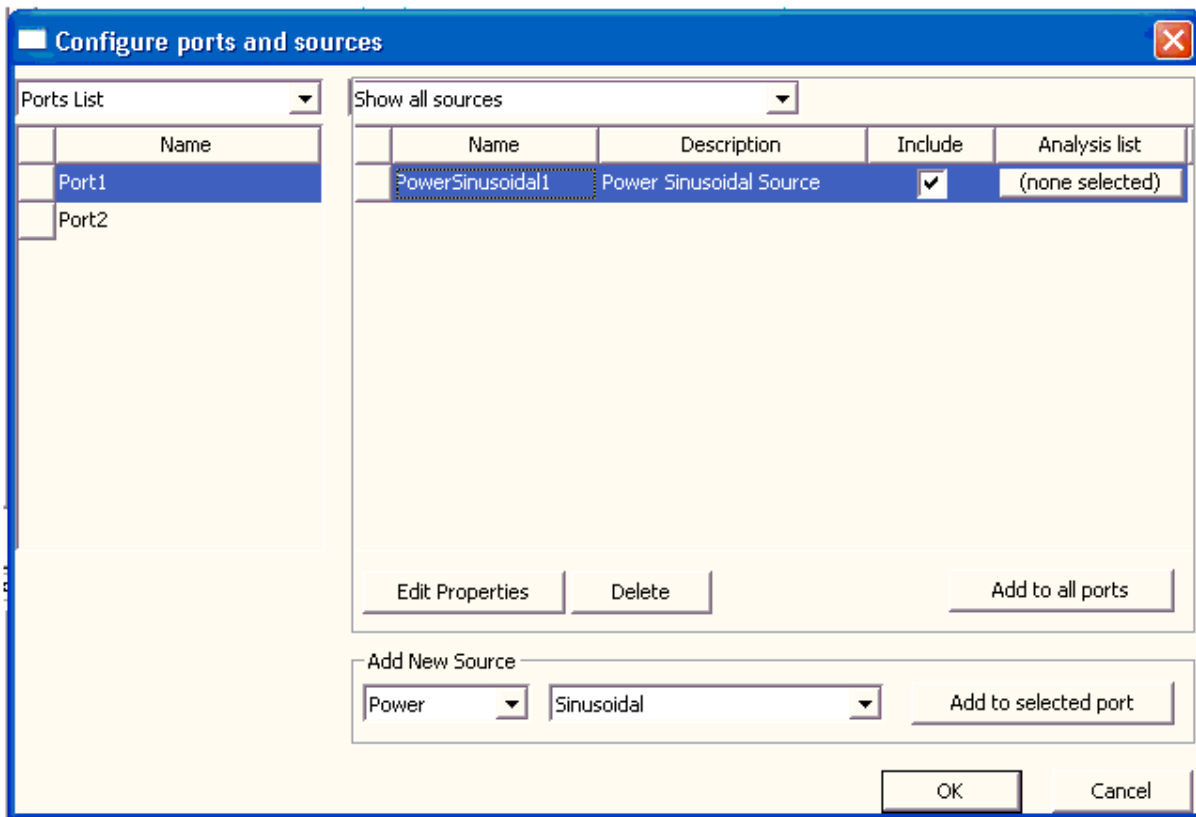 Configure ports and sources
Ports List
Show all sources
Name
Name Description Include Analysis list
Port1
PowerSinusoidal1 Power Sinusoidal Source (none selected)
Port2
Edit Properties Delete Add to all ports
Add New Source
Power Sinusoidal Add to selected port
OK Cancel